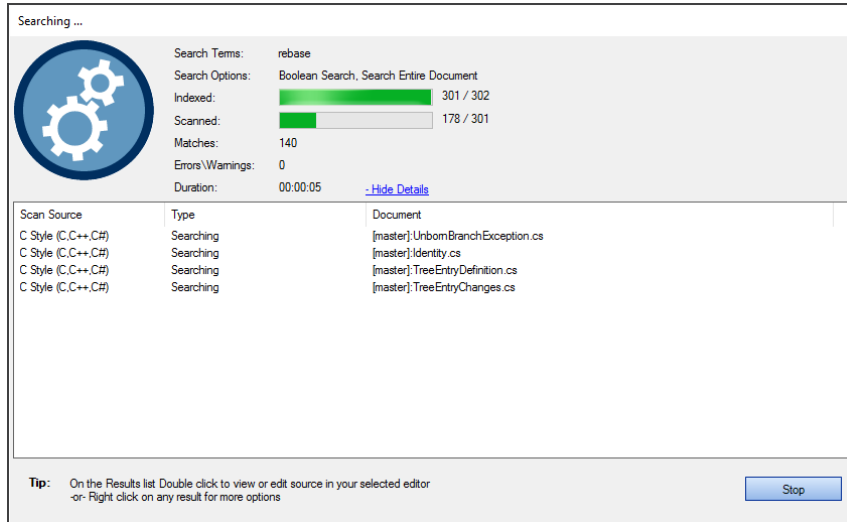 Searching ...
Search Terms: rebase
Search Options: Boolean Search, Search Entire Document
Indexed: 301 / 302
Scanned: 178 / 301
Matches: 140
Errors\Warnings: 0
Duration: 00:00:05 - Hide Details
Scan Source Type Document
C Style (C,C++,C#) Searching [master]:UnbornBranchException.cs
C Style (C,C++,C#) Searching [master]:Identity.cs
C Style (C,C++,C#) Searching [master]:TreeEntryDefinition.cs
C Style (C,C++,C#) Searching [master]:TreeEntryChanges.cs
Tip: On the Results list Double click to view or edit source in your selected editor
-or- Right click on any result for more options
Stop